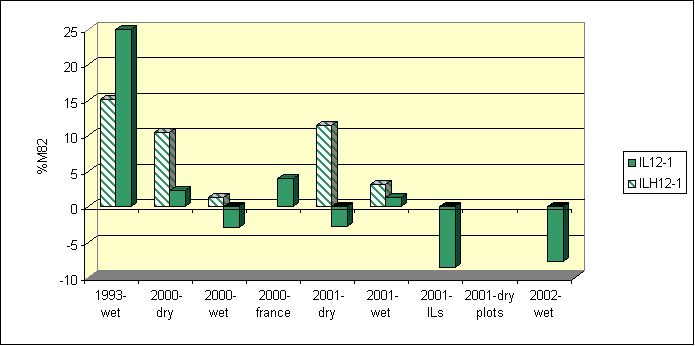 25
20
15
10
5
0
-5
-10
%M82
1993-
wet
2000-
dry
2000-
wet
2000-
france
2001-
dry
2001-
wet
2001-
ILs
2001-dry
plots
2002-
wet
IL12-1
ILH12-1